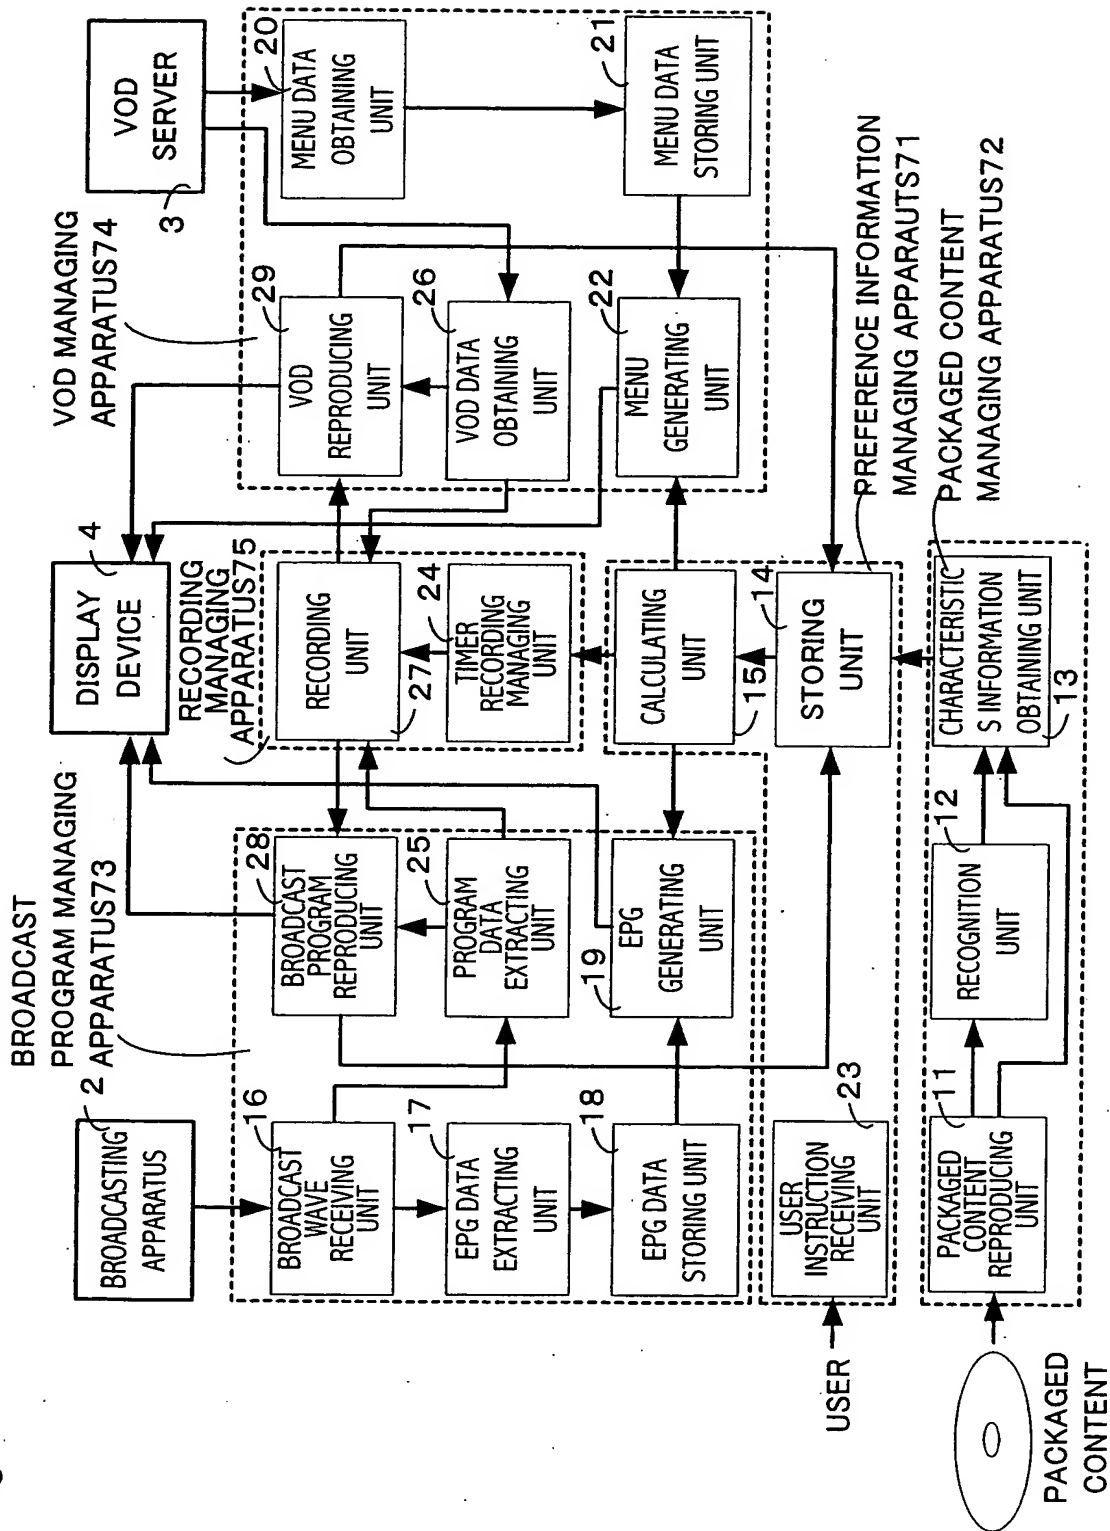 BROADCAST
PROGRAM MANAGING
APPARATUS73
VOD MANAGING
APPARATUS74
2
BROADCASTING
APPARATUS
4
DISPLAY
DEVICE
3
VOD
SERVER
RECORDING
MANAGING
APPARATUS75
16
BROADCAST
WAVE
RECEIVING
UNIT
28
BROADCAST
PROGRAM
REPRODUCING
UNIT
RECORDING
UNIT
27
29
VOD
REPRODUCING
UNIT
20
MENU DATA
OBTAINING
UNIT
17
EPG DATA
EXTRACTING
UNIT
25
PROGRAM
DATA
EXTRACTING
UNIT
24
TIMER
RECORDING
MANAGING
UNIT
26
VOD DATA
OBTAINING
UNIT
18
EPG DATA
STORING UNIT
19
EPG
GENERATING
UNIT
CALCULATING
UNIT
15
22
MENU
GENERATING
UNIT
21
MENU DATA
STORING UNIT
USER
23
USER
INSTRUCTION
RECEIVING
UNIT
14
STORING
UNIT
PREFERENCE INFORMATION
MANAGING APPARAUTS71
PACKAGED CONTENT
MANAGING APPARATUS72
PACKAGED
CONTENT
11
PACKAGED
CONTENT
REPRODUCING
UNIT
12
RECOGNITION
UNIT
CHARACTERISTIC
S INFORMATION
OBTAINING UNIT
13